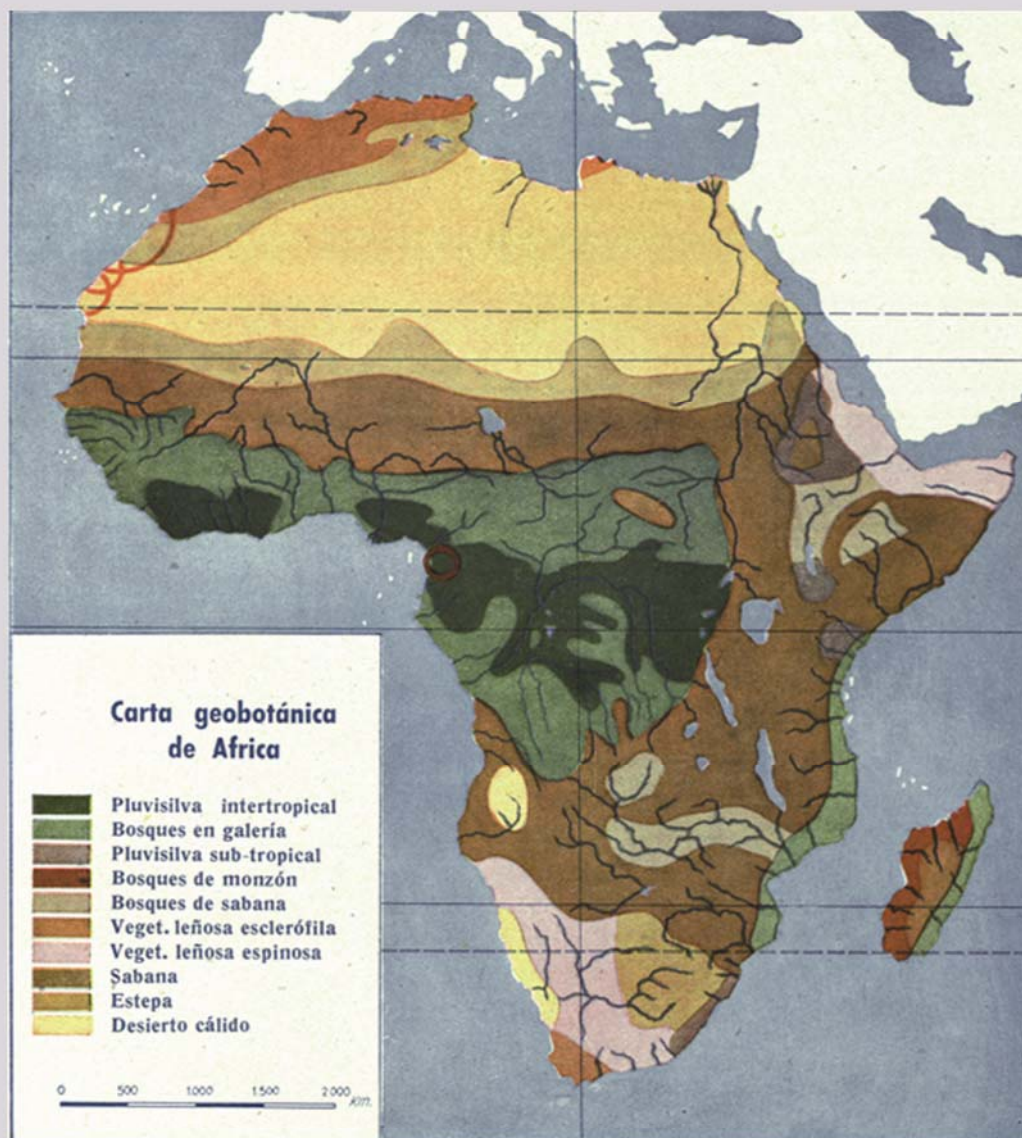 Carta geobotánica
de Africa
Pluvisilva intertropical
Bosques en galería
Pluvisilva sub-tropical
Bosques de monzón
Bosques de sabana
Veget. leñosa esclerófila
Veget. leñosa espinosa
Sabana
Estepa
Desierto cálido
0 500 1000 1500 2000 Km.